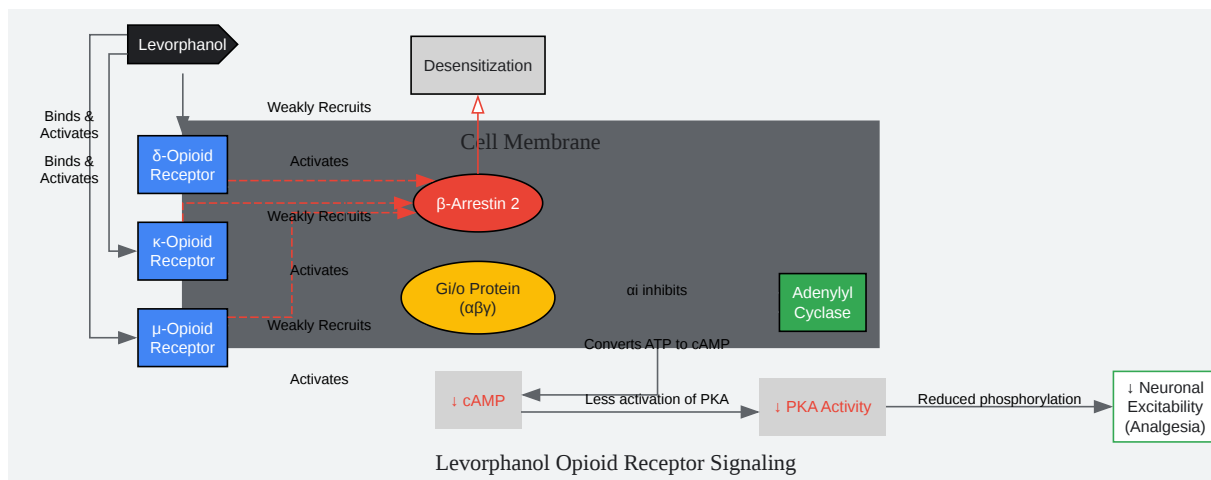 Levorphanol
Desensitization
Weakly Recruits
Binds &
Activates
Cell Membrane
δ-Opioid
Receptor
Activates
Binds &
Activates
β-Arrestin 2
Weakly Recruits
κ-Opioid
Receptor
Activates
Gi/o Protein
(αβγ)
αi inhibits
Adenylyl
Cyclase
μ-Opioid
Receptor
Weakly Recruits
Converts ATP to cAMP
Activates
↓ cAMP
Less activation of PKA
↓ PKA Activity
Reduced phosphorylation
↓ Neuronal
Excitability
(Analgesia)
Levorphanol Opioid Receptor Signaling